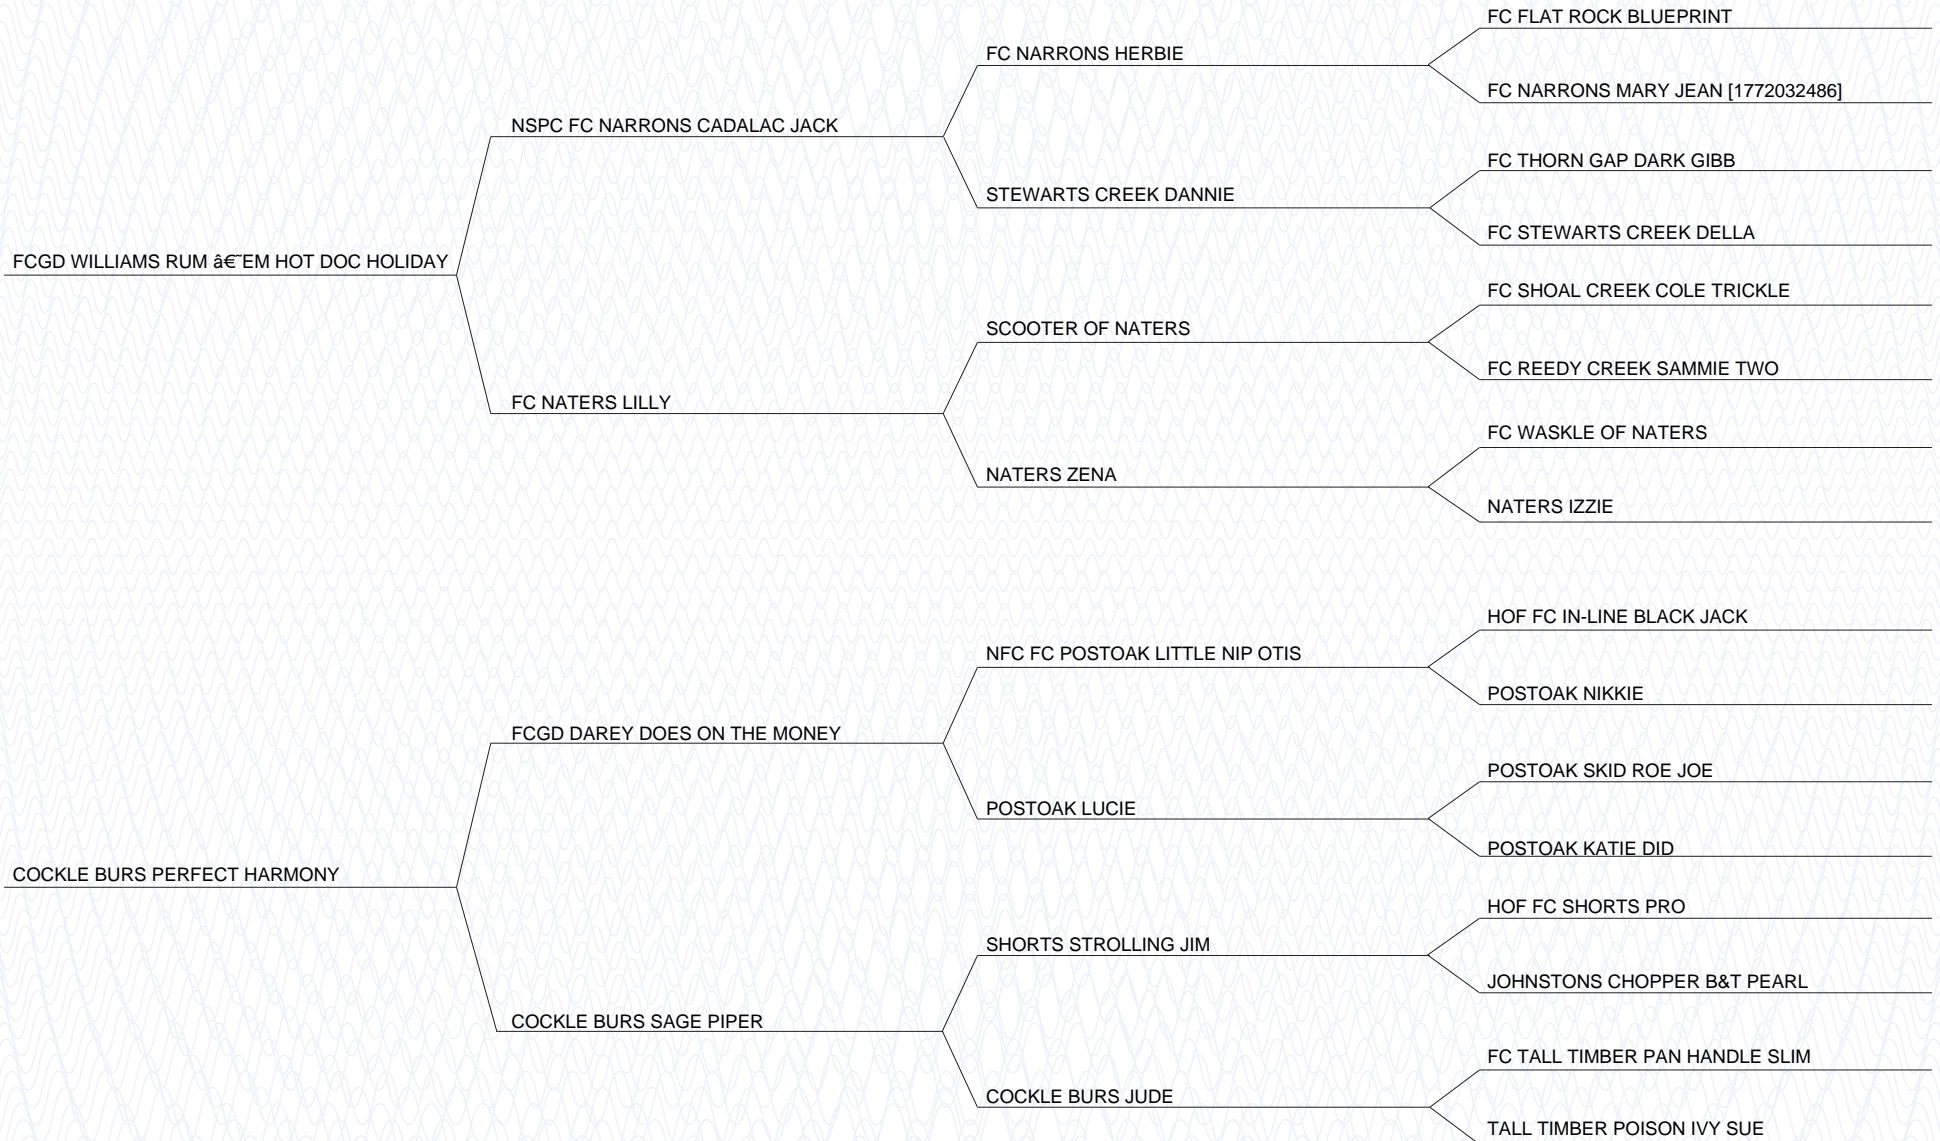 FC FLAT ROCK BLUEPRINT
FC NARRONS HERBIE
FC NARRONS MARY JEAN [1772032486]
NSPC FC NARRONS CADALAC JACK
FC THORN GAP DARK GIBB
STEWARTS CREEK DANNIE
FC STEWARTS CREEK DELLA
FCGD WILLIAMS RUM â€˜EM HOT DOC HOLIDAY
FC SHOAL CREEK COLE TRICKLE
SCOOTER OF NATERS
FC REEDY CREEK SAMMIE TWO
FC NATERS LILLY
FC WASKLE OF NATERS
NATERS ZENA
NATERS IZZIE
HOF FC IN-LINE BLACK JACK
NFC FC POSTOAK LITTLE NIP OTIS
POSTOAK NIKKIE
FCGD DAREY DOES ON THE MONEY
POSTOAK SKID ROE JOE
POSTOAK LUCIE
POSTOAK KATIE DID
COCKLE BURS PERFECT HARMONY
HOF FC SHORTS PRO
SHORTS STROLLING JIM
JOHNSTONS CHOPPER B&T PEARL
COCKLE BURS SAGE PIPER
FC TALL TIMBER PAN HANDLE SLIM
COCKLE BURS JUDE
TALL TIMBER POISON IVY SUE